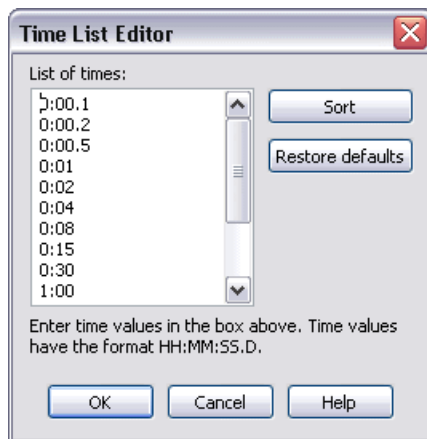 Time List Editor
List of times:
0:00.1
0:00.2
0:00.5
0:01
0:02
0:04
0:08
0:15
0:30
1:00
Sort
Restore defaults
Enter time values in the box above. Time values
have the format HH:MM:SS.D.
OK
Cancel
Help